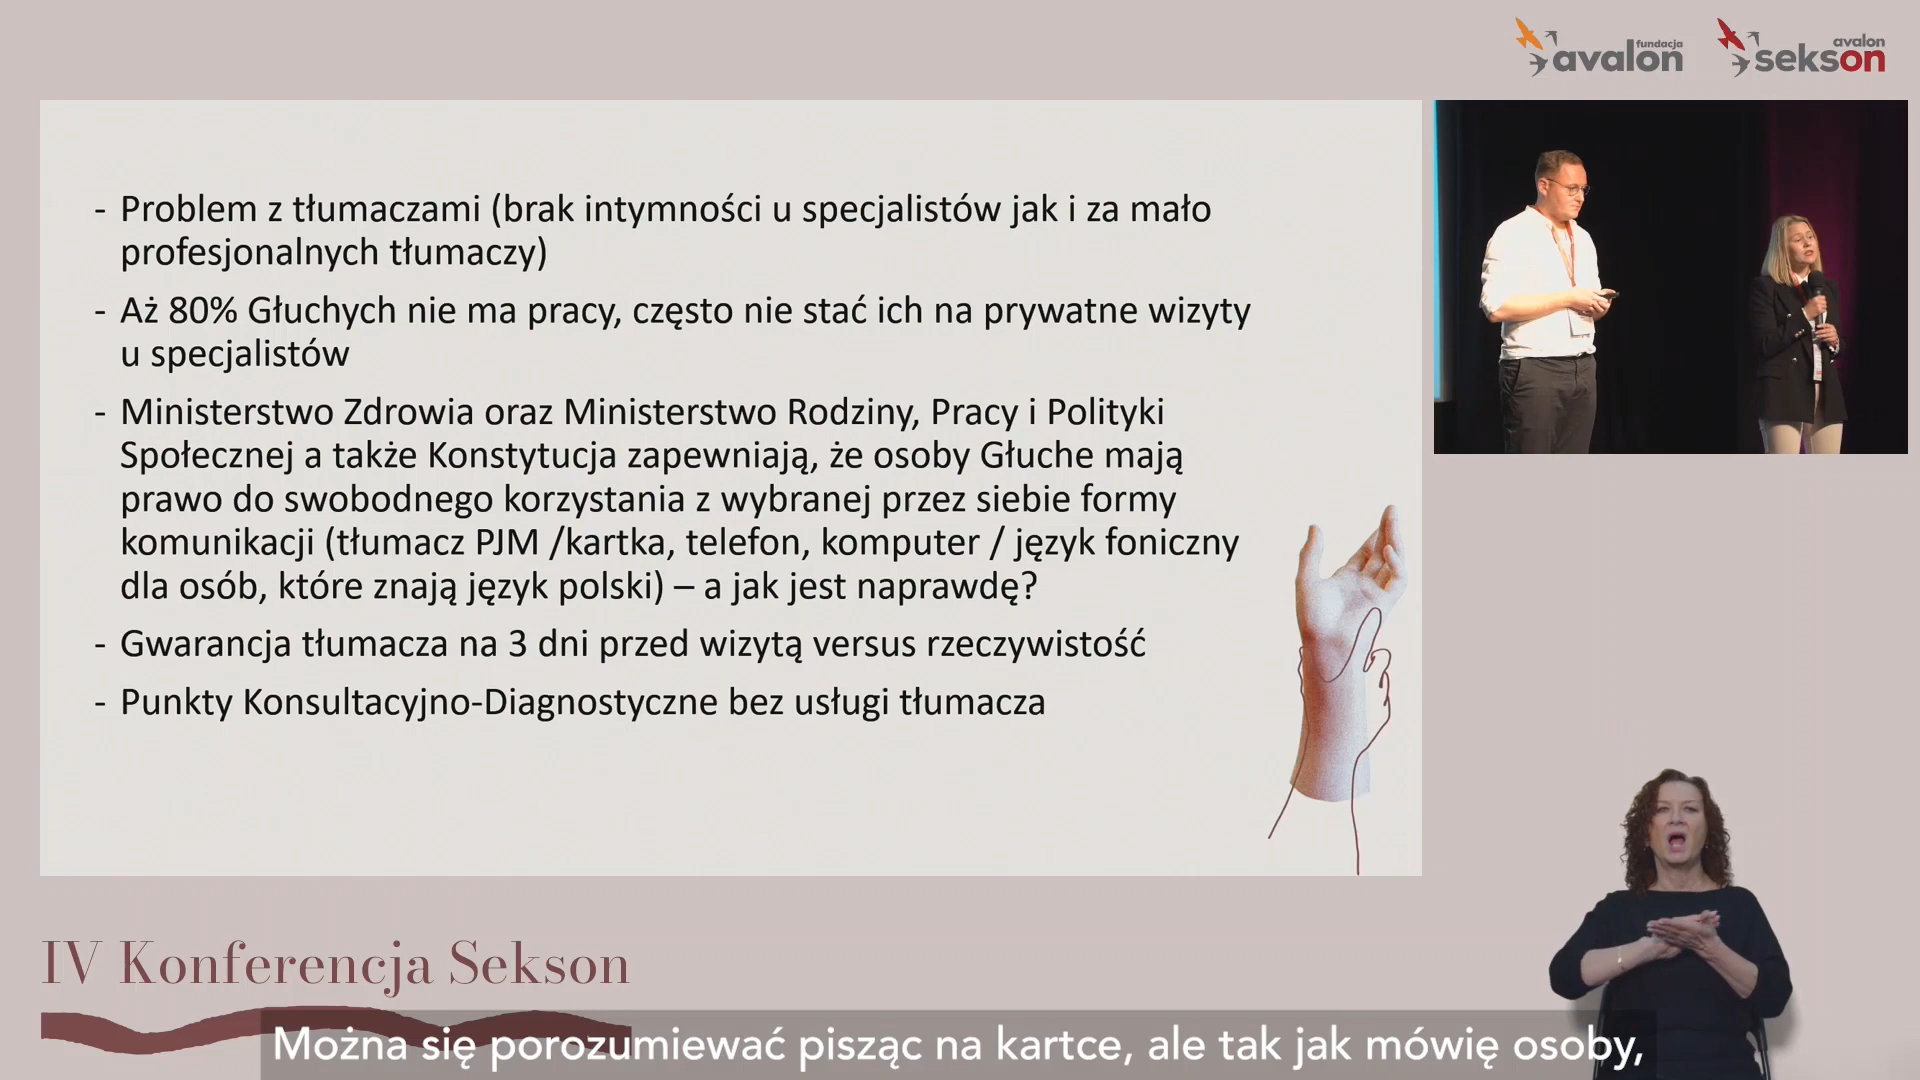 fundacja
avalon
avalon
sekson
- Problem z tłumaczami (brak intymności u specjalistów jak i za mało
profesjonalnych tłumaczy)
- Aż 80% Głuchych nie ma pracy, często nie stać ich na prywatne wizyty
u specjalistów
- Ministerstwo Zdrowia oraz Ministerstwo Rodziny, Pracy i Polityki
Społecznej a także Konstytucja zapewniają, że osoby Głuche mają
prawo do swobodnego korzystania z wybranej przez siebie formy
komunikacji (tłumacz PJM /kartka, telefon, komputer / język foniczny
dla osób, które znają język polski) – a jak jest naprawdę?
- Gwarancja tłumacza na 3 dni przed wizytą versus rzeczywistość
- Punkty Konsultacyjno-Diagnostyczne bez usługi tłumacza
IV Konferencja Sekson
Można się porozumiewać pisząc na kartce, ale tak jak mówię osoby,